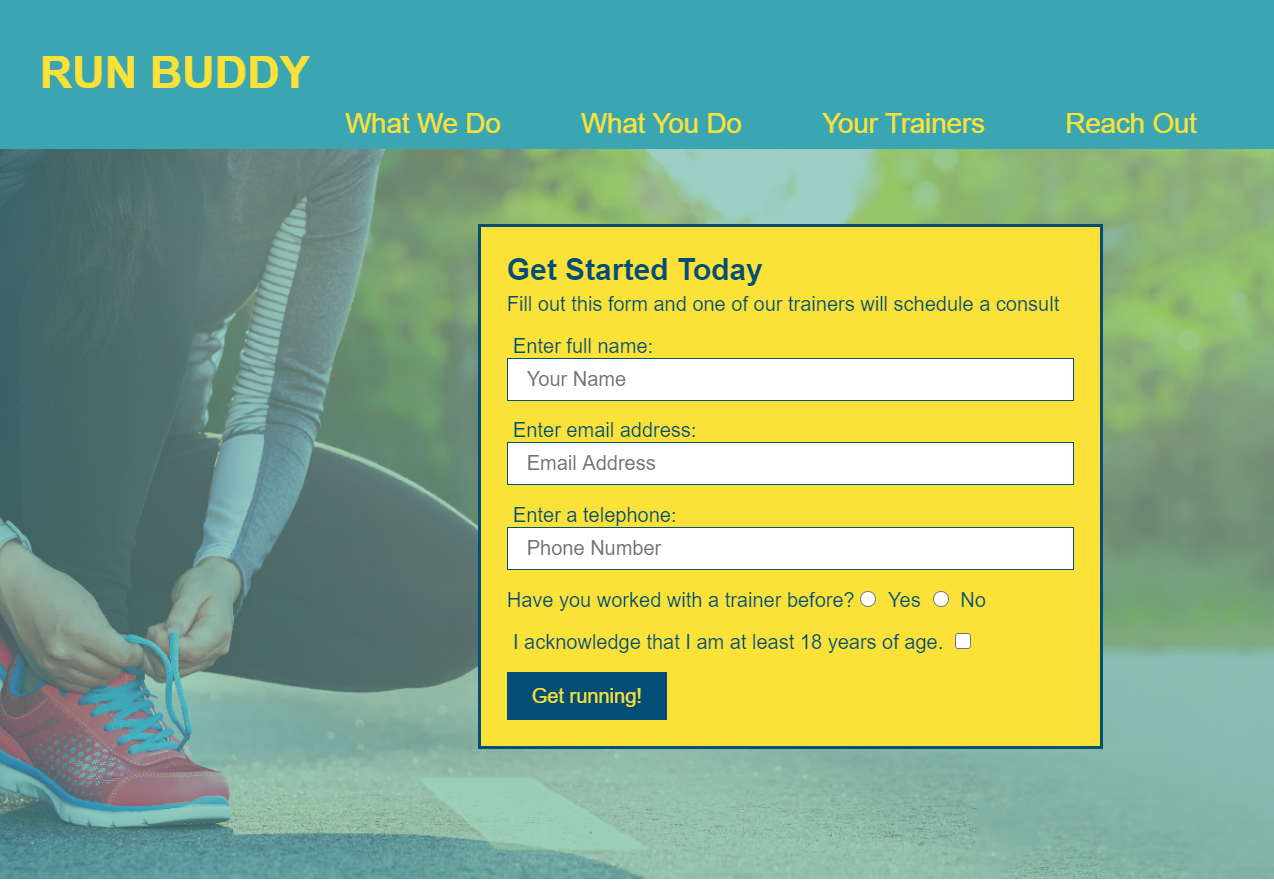 RUN BUDDY
What We Do What You Do Your Trainers Reach Out
Get Started Today
Fill out this form and one of our trainers will schedule a consult
Enter full name:
Your Name
Enter email address:
Email Address
Enter a telephone:
Phone Number
Have you worked with a trainer before? Yes No
I acknowledge that I am at least 18 years of age.
Get running!